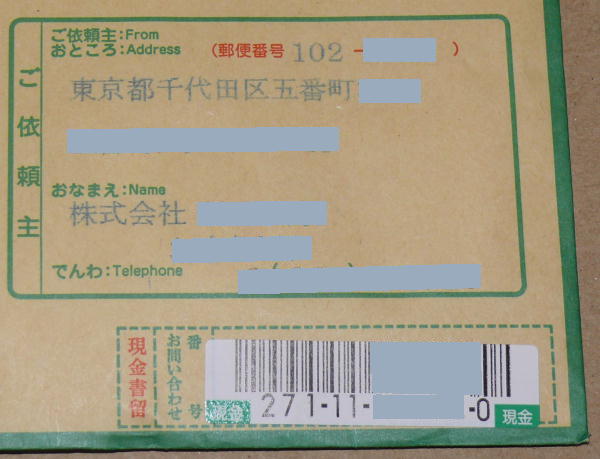 ご依頼主:From
おところ:Address (郵便番号 102- )
東京都千代田区五番町
ご依頼主
おなまえ:Name
株式会社
でんわ:Telephone
現金書留
お問い合わせ
番号
現金 271-11- -0 現金